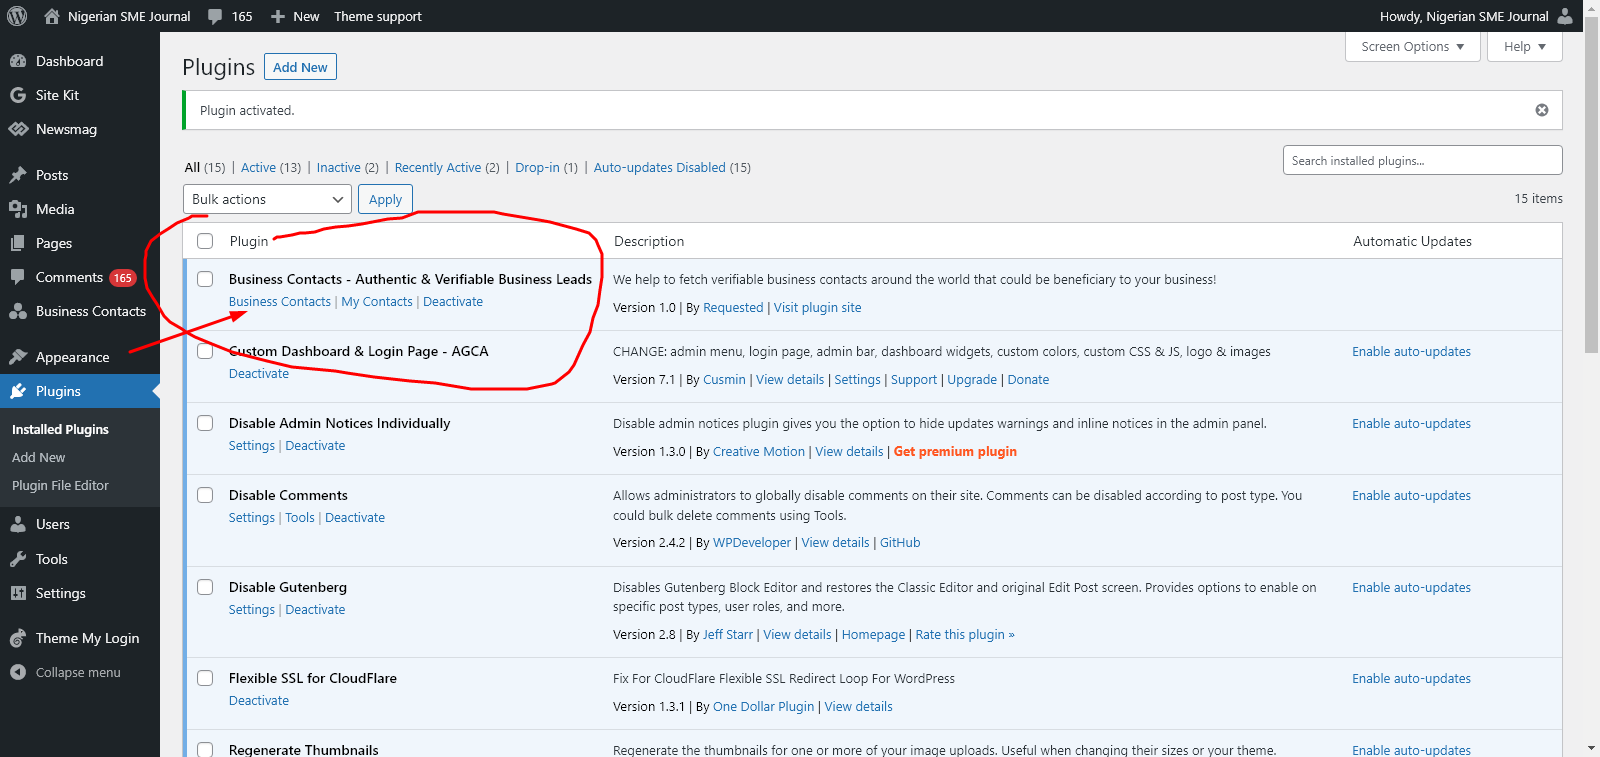 Nigerian SME Journal 165 New Theme support Howdy, Nigerian SME Journal
Dashboard
Site Kit
Newsmag
Posts
Media
Pages
Comments 165
Business Contacts
Appearance
Plugins
Installed Plugins
Add New
Plugin File Editor
Users
Tools
Settings
Theme My Login
Collapse menu
Screen Options Help
Plugins Add New
Plugin activated.
All (15) | Active (13) | Inactive (2) | Recently Active (2) | Drop-in (1) | Auto-updates Disabled (15)
Search installed plugins...
Bulk actions Apply
15 items
Plugin Description Automatic Updates
Business Contacts - Authentic & Verifiable Business Leads
Business Contacts | My Contacts | Deactivate
We help to fetch verifiable business contacts around the world that could be beneficiary to your business!
Version 1.0 | By Requested | Visit plugin site
Custom Dashboard & Login Page - AGCA
Deactivate
CHANGE: admin menu, login page, admin bar, dashboard widgets, custom colors, custom CSS & JS, logo & images
Version 7.1 | By Cusmin | View details | Settings | Support | Upgrade | Donate
Enable auto-updates
Disable Admin Notices Individually
Settings | Deactivate
Disable admin notices plugin gives you the option to hide updates warnings and inline notices in the admin panel.
Version 1.3.0 | By Creative Motion | View details | Get premium plugin
Enable auto-updates
Disable Comments
Settings | Tools | Deactivate
Allows administrators to globally disable comments on their site. Comments can be disabled according to post type. You
could bulk delete comments using Tools.
Version 2.4.2 | By WPDeveloper | View details | GitHub
Enable auto-updates
Disable Gutenberg
Settings | Deactivate
Disables Gutenberg Block Editor and restores the Classic Editor and original Edit Post screen. Provides options to enable on
specific post types, user roles, and more.
Version 2.8 | By Jeff Starr | View details | Homepage | Rate this plugin »
Enable auto-updates
Flexible SSL for CloudFlare
Deactivate
Fix For CloudFlare Flexible SSL Redirect Loop For WordPress
Version 1.3.1 | By One Dollar Plugin | View details
Enable auto-updates
Regenerate Thumbnails
Regenerate the thumbnails for one or more of your image uploads. Useful when changing their sizes or your theme.
Enable auto-updates